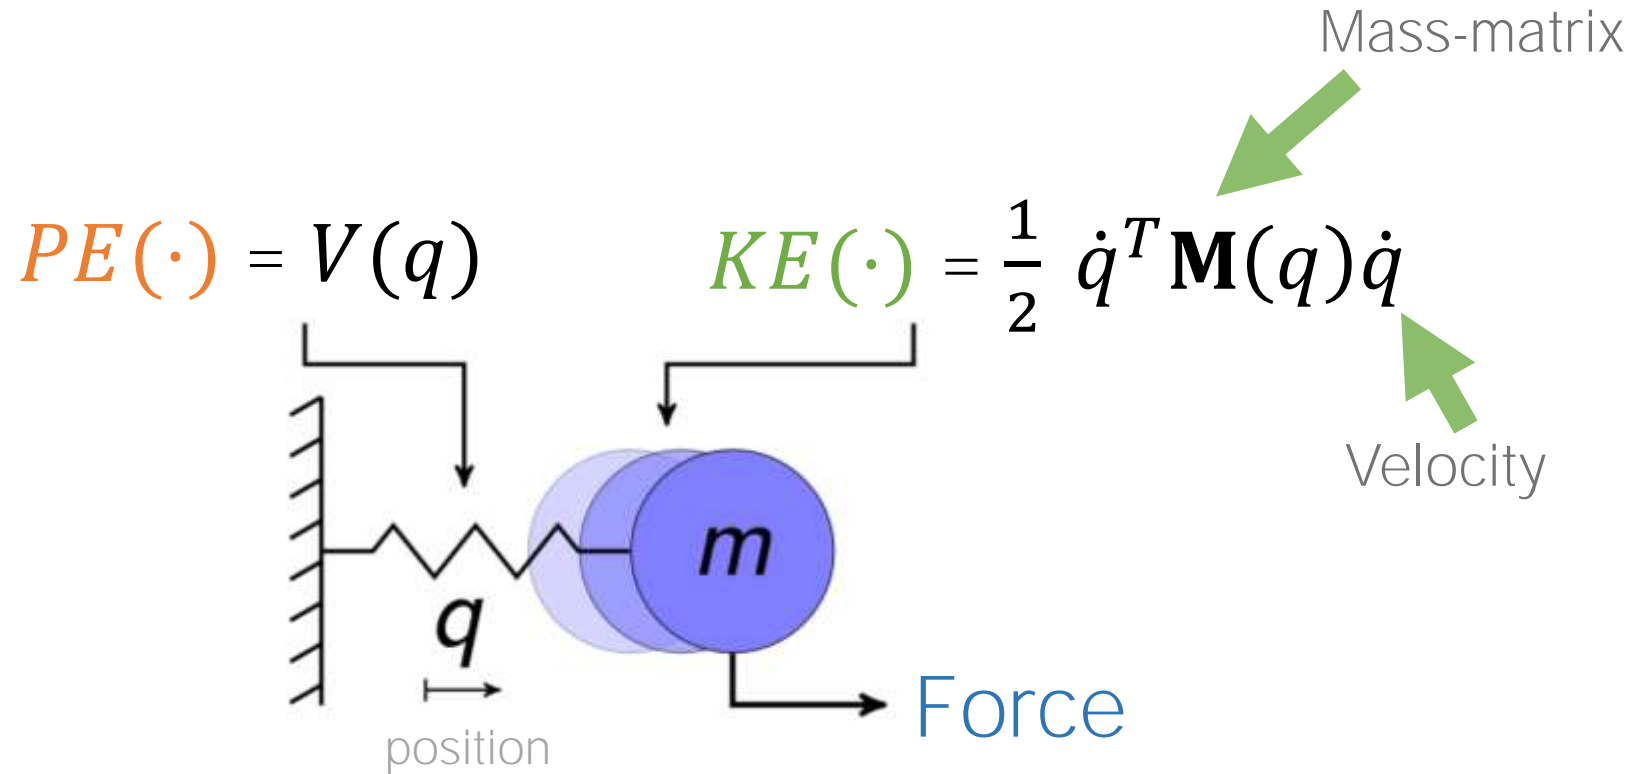 Mass-matrix
PE(·) = V(q)
KE(·) = 1/2 q̇ᵀM(q)q̇
Velocity
m
q
position
Force